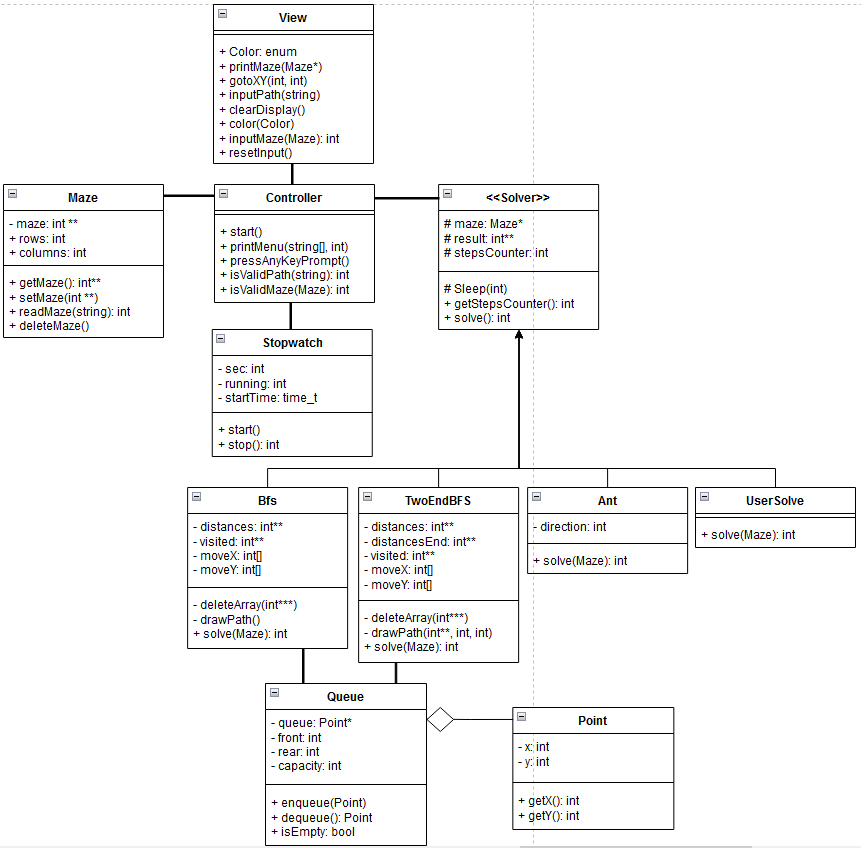 View
+ Color: enum
+ printMaze(Maze*)
+ gotoXY(int, int)
+ inputPath(string)
+ clearDisplay()
+ color(Color)
+ inputMaze(Maze): int
+ resetInput()
Maze
- maze: int **
+ rows: int
+ columns: int
+ getMaze(): int**
+ setMaze(int **)
+ readMaze(string): int
+ deleteMaze()
Controller
+ start()
+ printMenu(string[], int)
+ pressAnyKeyPrompt()
+ isValidPath(string): int
+ isValidMaze(Maze): int
<<Solver>>
# maze: Maze*
# result: int**
# stepsCounter: int
# Sleep(int)
+ getStepsCounter(): int
+ solve(): int
Stopwatch
- sec: int
- running: int
- startTime: time_t
+ start()
+ stop(): int
Bfs
- distances: int**
- visited: int**
- moveX: int[]
- moveY: int[]
- deleteArray(int***)
- drawPath()
+ solve(Maze): int
TwoEndBFS
- distances: int**
- distancesEnd: int**
- visited: int**
- moveX: int[]
- moveY: int[]
- deleteArray(int***)
- drawPath(int**, int, int)
+ solve(Maze): int
Ant
- direction: int
+ solve(Maze): int
UserSolve
+ solve(Maze): int
Queue
- queue: Point*
- front: int
- rear: int
- capacity: int
+ enqueue(Point)
+ dequeue(): Point
+ isEmpty: bool
Point
- x: int
- y: int
+ getX(): int
+ getY(): int